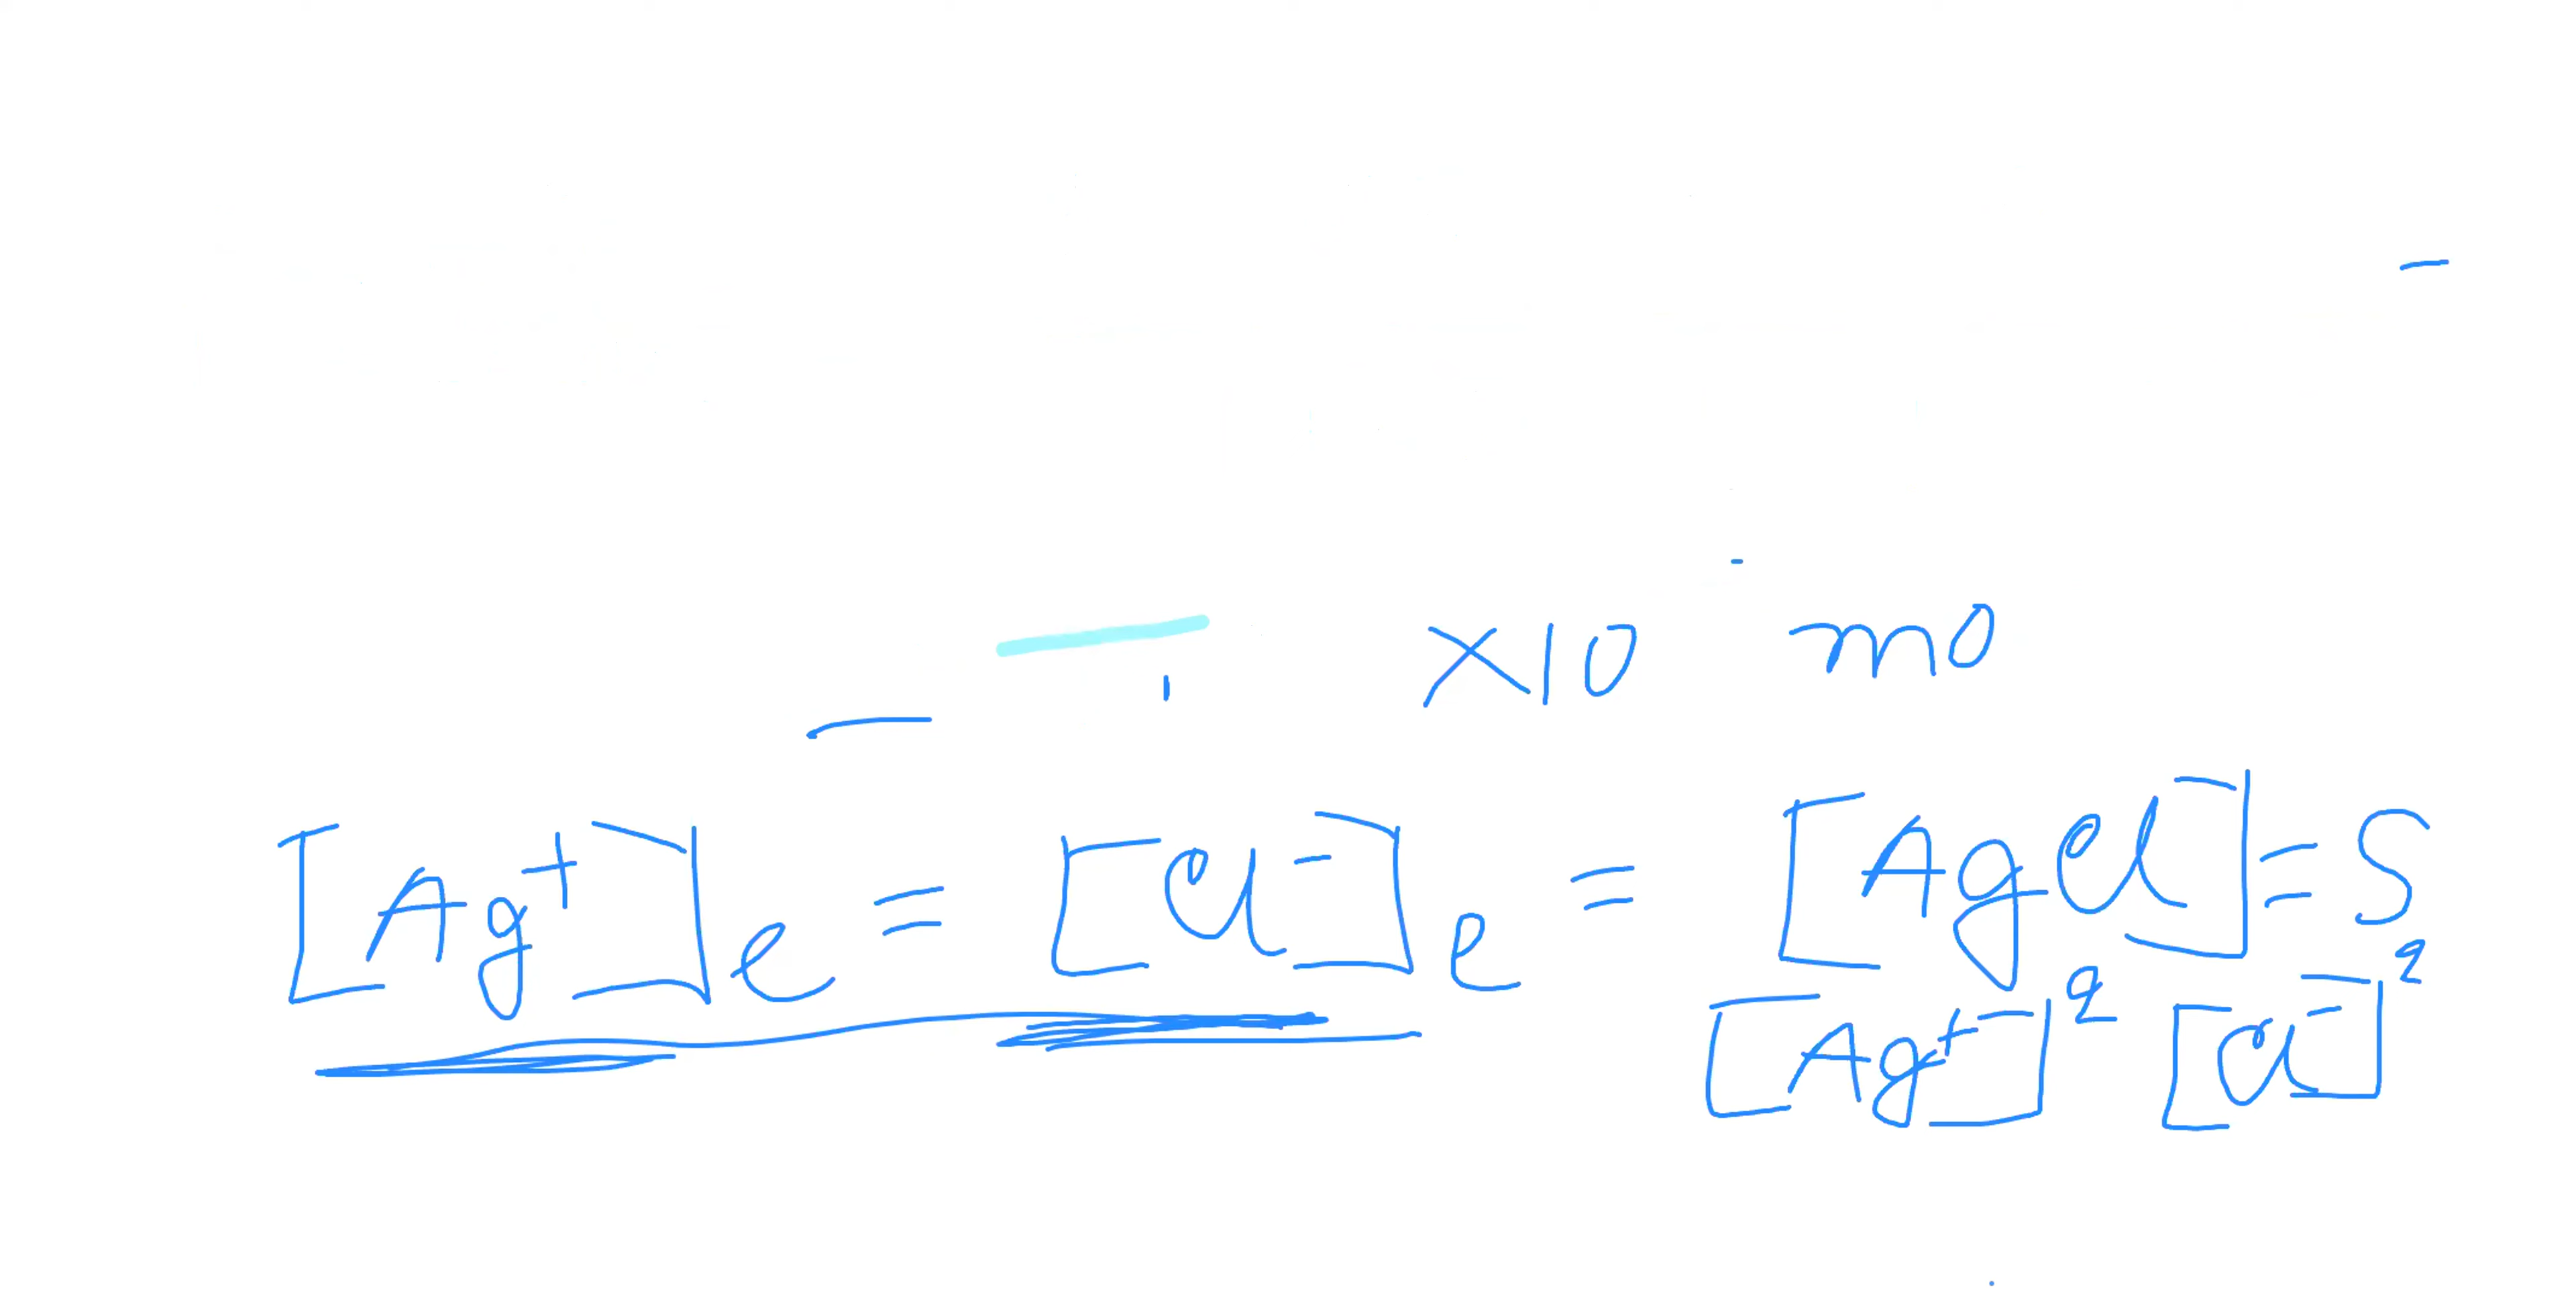 ×10 mo
[Ag⁺]e = [Cl⁻]e = [AgCl] = S
[Ag⁺]² [Cl⁻]²